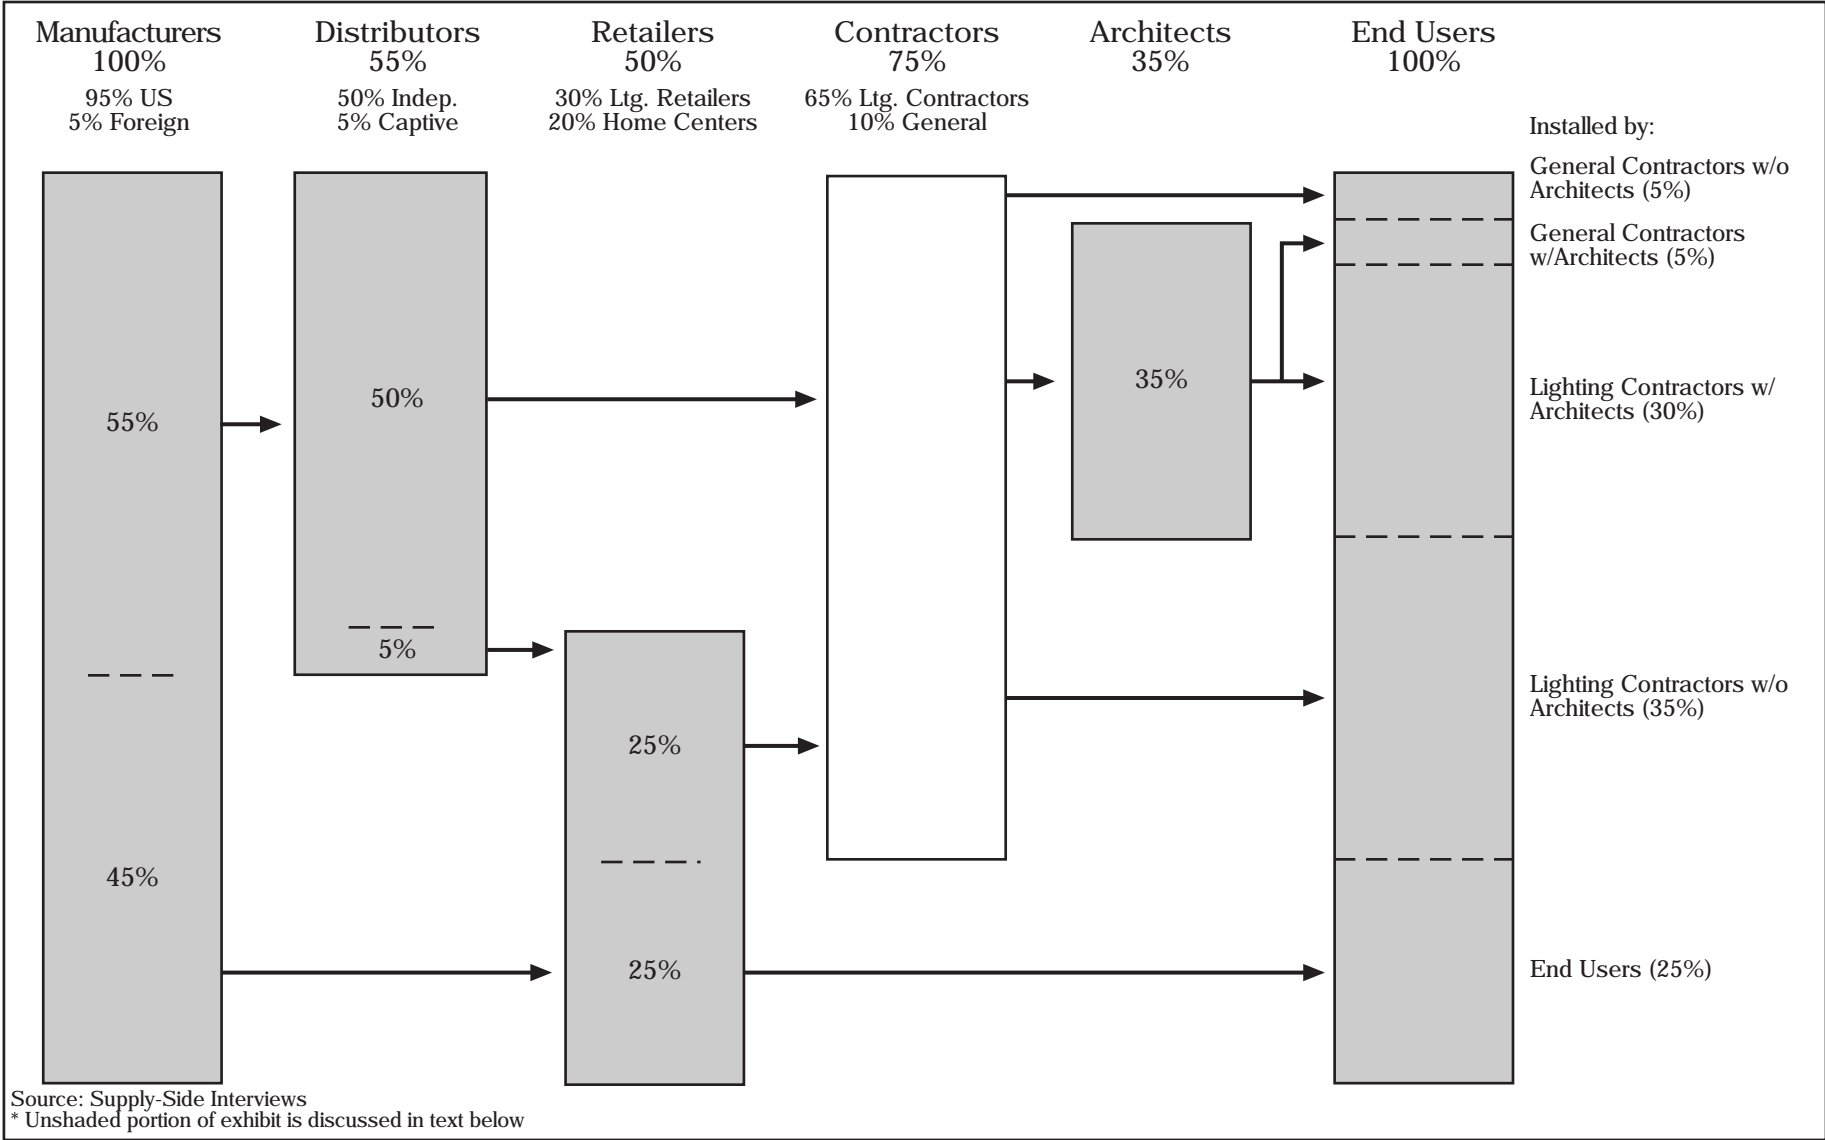 Manufacturers
100%
95% US
5% Foreign
Distributors
55%
50% Indep.
5% Captive
Retailers
50%
30% Ltg. Retailers
20% Home Centers
Contractors
75%
65% Ltg. Contractors
10% General
Architects
35%
End Users
100%
Installed by:
General Contractors w/o
Architects (5%)
General Contractors
w/Architects (5%)
Lighting Contractors w/
Architects (30%)
Lighting Contractors w/o
Architects (35%)
End Users (25%)
55%
45%
50%
5%
25%
25%
35%
Source: Supply-Side Interviews
* Unshaded portion of exhibit is discussed in text below